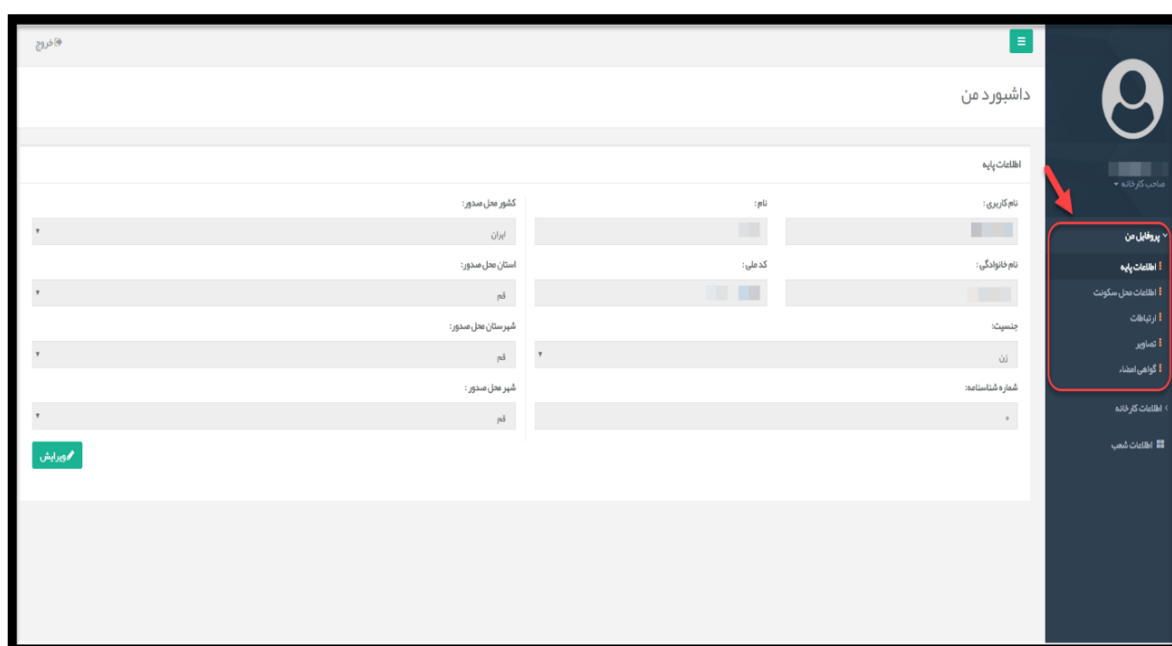 خروج
داشبورد من
صاحب کارخانه
پروفایل من
اطلاعات پایه
اطلاعات محل سکونت
ارتباطات
تصاویر
گواهی امضاء
اطلاعات کارخانه
اطلاعات شعب
اطلاعات پایه
نام کاربری :
نام :
کشور محل صدور :
ایران
نام خانوادگی :
کد ملی :
استان محل صدور :
قم
جنسیت:
زن
شهرستان محل صدور :
قم
شماره شناسنامه:
۰
شهر محل صدور :
قم
ویرایش